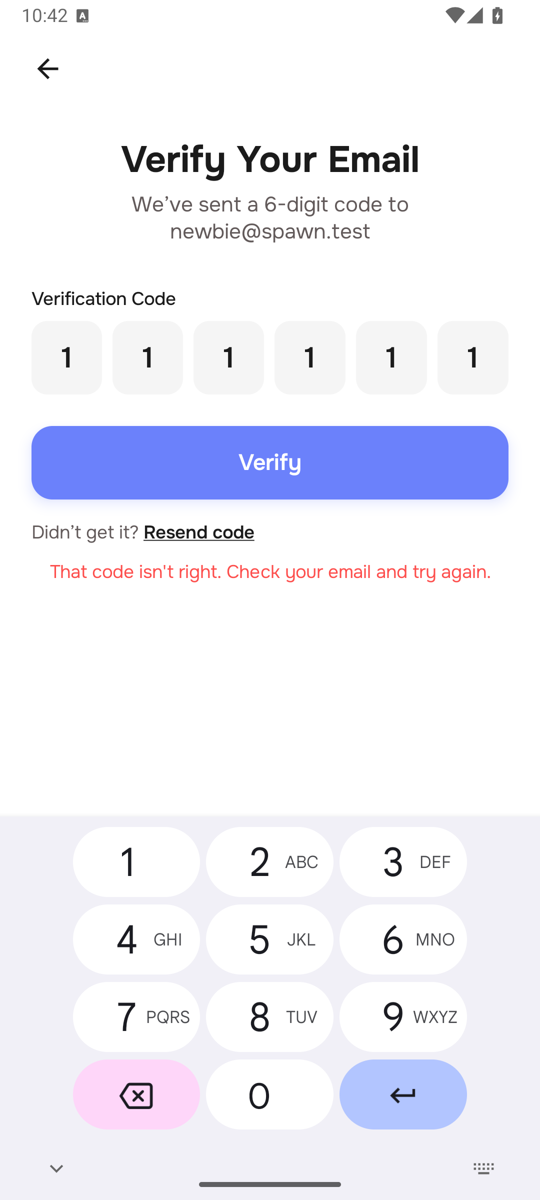 10:42 A
Verify Your Email
We’ve sent a 6-digit code to
newbie@spawn.test
Verification Code
1 1 1 1 1 1
Verify
Didn’t get it? Resend code
That code isn't right. Check your email and try again.
1 2 ABC 3 DEF
4 GHI 5 JKL 6 MNO
7 PQRS 8 TUV 9 WXYZ
0